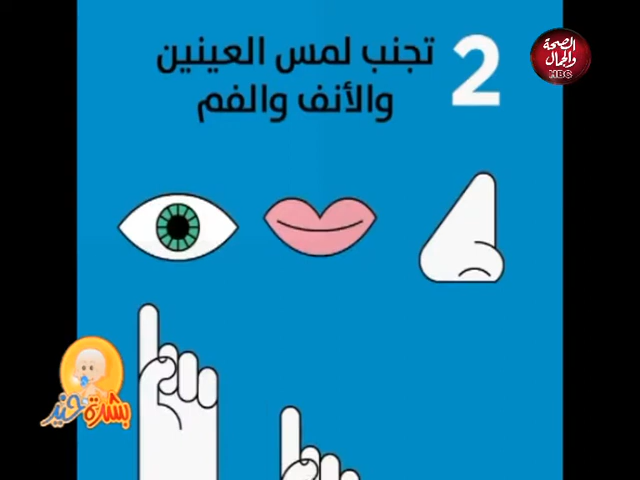 2
تجنب لمس العينين
والأنف والفم
الصحة
والجمال
HBC
بشرة خير